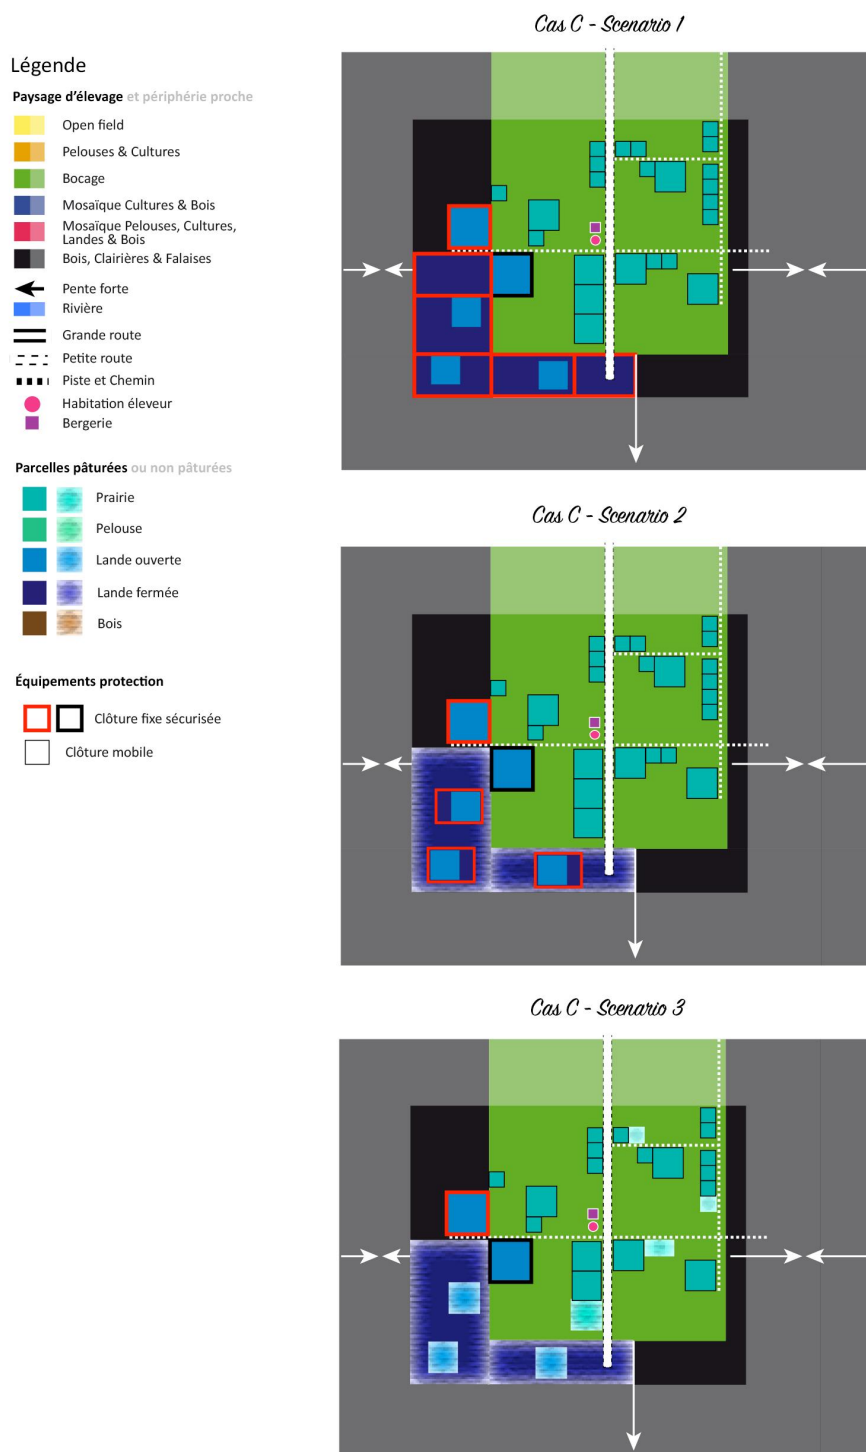 Cas C - Scenario 1
Légende
Paysage d'élevage et périphérie proche
Open field
Pelouses & Cultures
Bocage
Mosaïque Cultures & Bois
Mosaïque Pelouses, Cultures,
Landes & Bois
Bois, Clairières & Falaises
Pente forte
Rivière
Grande route
Petite route
Piste et Chemin
Habitation éleveur
Bergerie
Parcelles pâturées ou non pâturées
Prairie
Pelouse
Lande ouverte
Lande fermée
Bois
Équipements protection
Clôture fixe sécurisée
Clôture mobile
Cas C - Scenario 2
Cas C - Scenario 3